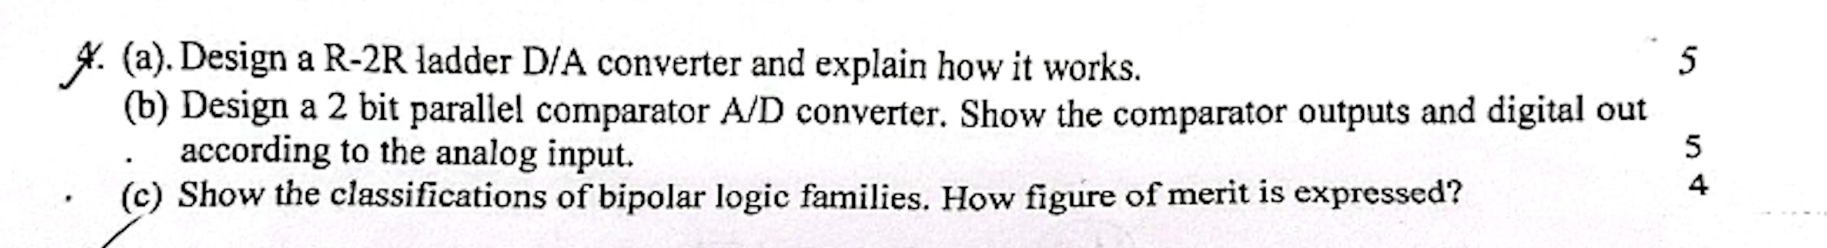 4. (a). Design a R-2R ladder D/A converter and explain how it works. 5
(b) Design a 2 bit parallel comparator A/D converter. Show the comparator outputs and digital out
according to the analog input. 5
(c) Show the classifications of bipolar logic families. How figure of merit is expressed? 4